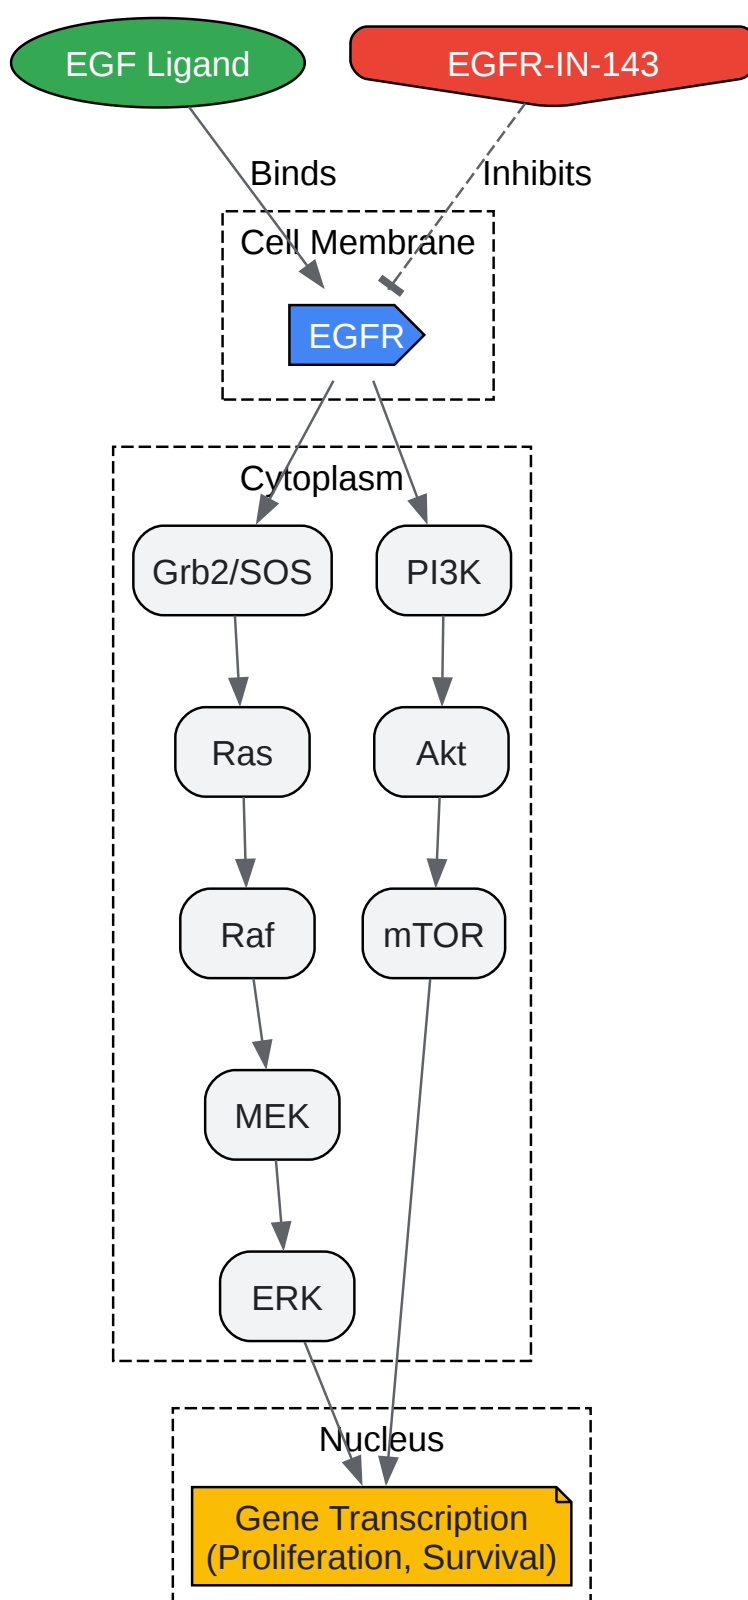 EGF Ligand
EGFR-IN-143
Binds
Inhibits
Cell Membrane
EGFR
Cytoplasm
Grb2/SOS
PI3K
Ras
Akt
Raf
mTOR
MEK
ERK
Nucleus
Gene Transcription
(Proliferation, Survival)